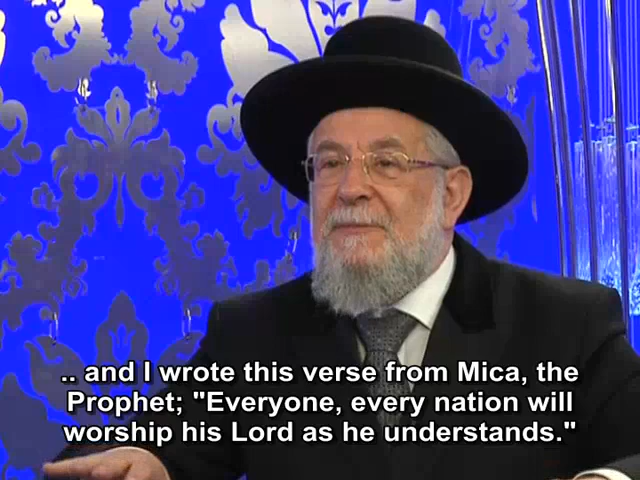 .. and I wrote this verse from Mica, the
Prophet; "Everyone, every nation will
worship his Lord as he understands."